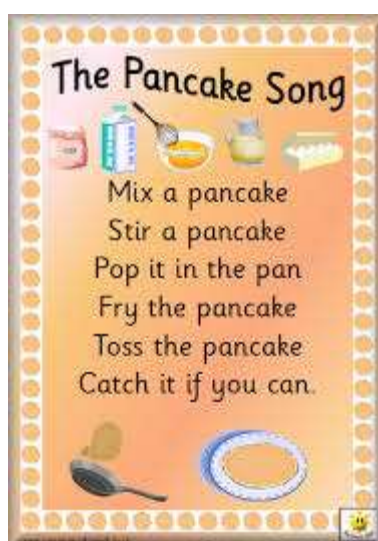 The Pancake Song
Mix a pancake
Stir a pancake
Pop it in the pan
Fry the pancake
Toss the pancake
Catch it if you can.